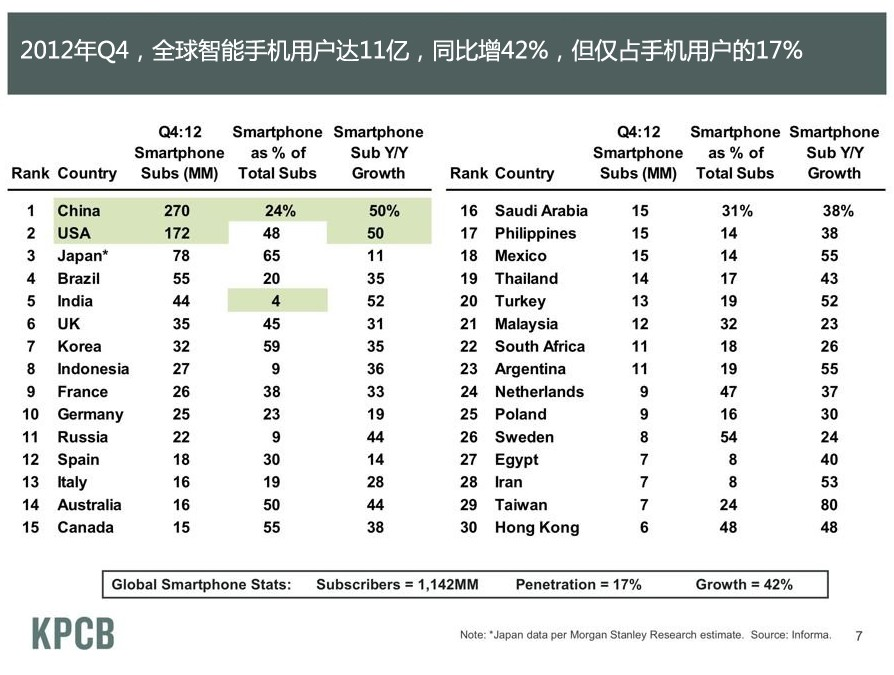 2012年Q4，全球智能手机用户达11亿，同比增42%，但仅占手机用户的17%
Rank Country Q4:12 Smartphone Subs (MM) Smartphone as % of Total Subs Smartphone Sub Y/Y Growth
1 China 270 24% 50%
2 USA 172 48 50
3 Japan* 78 65 11
4 Brazil 55 20 35
5 India 44 4 52
6 UK 35 45 31
7 Korea 32 59 35
8 Indonesia 27 9 36
9 France 26 38 33
10 Germany 25 23 19
11 Russia 22 9 44
12 Spain 18 30 14
13 Italy 16 19 28
14 Australia 16 50 44
15 Canada 15 55 38
Rank Country Q4:12 Smartphone Subs (MM) Smartphone as % of Total Subs Smartphone Sub Y/Y Growth
16 Saudi Arabia 15 31% 38%
17 Philippines 15 14 38
18 Mexico 15 14 55
19 Thailand 14 17 43
20 Turkey 13 19 52
21 Malaysia 12 32 23
22 South Africa 11 18 26
23 Argentina 11 19 55
24 Netherlands 9 47 37
25 Poland 9 16 30
26 Sweden 8 54 24
27 Egypt 7 8 40
28 Iran 7 8 53
29 Taiwan 7 24 80
30 Hong Kong 6 48 48
Global Smartphone Stats: Subscribers = 1,142MM Penetration = 17% Growth = 42%
KPCB
Note: *Japan data per Morgan Stanley Research estimate. Source: Informa. 7